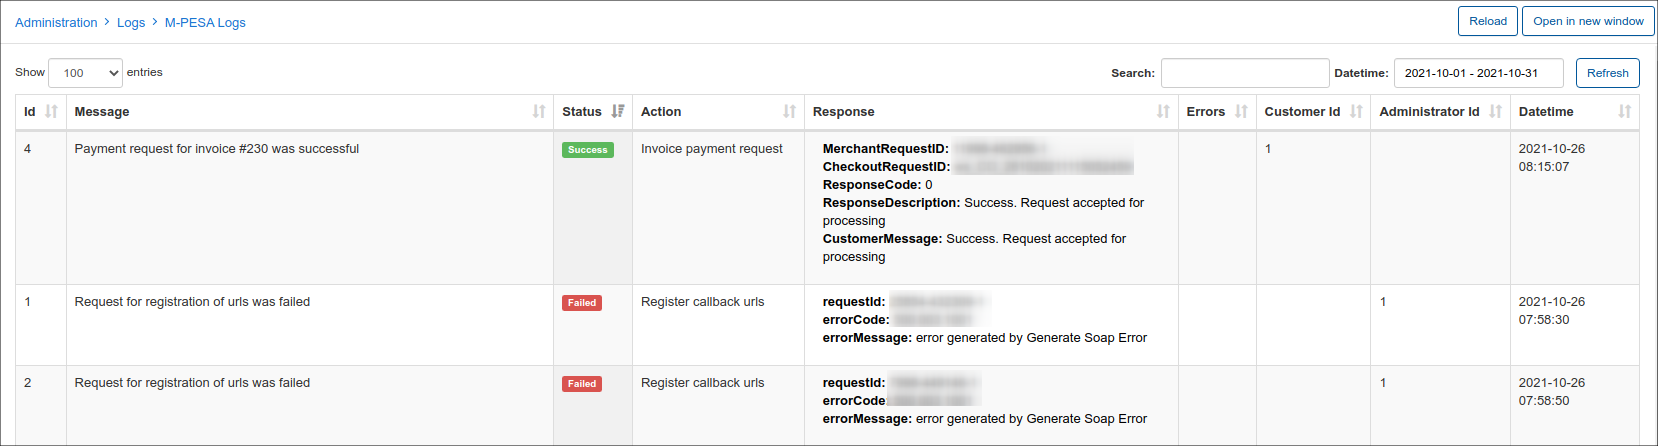 Administration > Logs > M-PESA Logs
Reload
Open in new window
Show 100 entries
Search:
Datetime: 2021-10-01 - 2021-10-31
Refresh
Id Message Status Action Response Errors Customer Id Administrator Id Datetime
4 Payment request for invoice #230 was successful Success Invoice payment request MerchantRequestID: 1 2021-10-26
CheckoutRequestID: 08:15:07
ResponseCode: 0
ResponseDescription: Success. Request accepted for
processing
CustomerMessage: Success. Request accepted for
processing
1 Request for registration of urls was failed Failed Register callback urls requestId: 1 2021-10-26
errorCode: 07:58:30
errorMessage: error generated by Generate Soap Error
2 Request for registration of urls was failed Failed Register callback urls requestId: 1 2021-10-26
errorCode: 07:58:50
errorMessage: error generated by Generate Soap Error